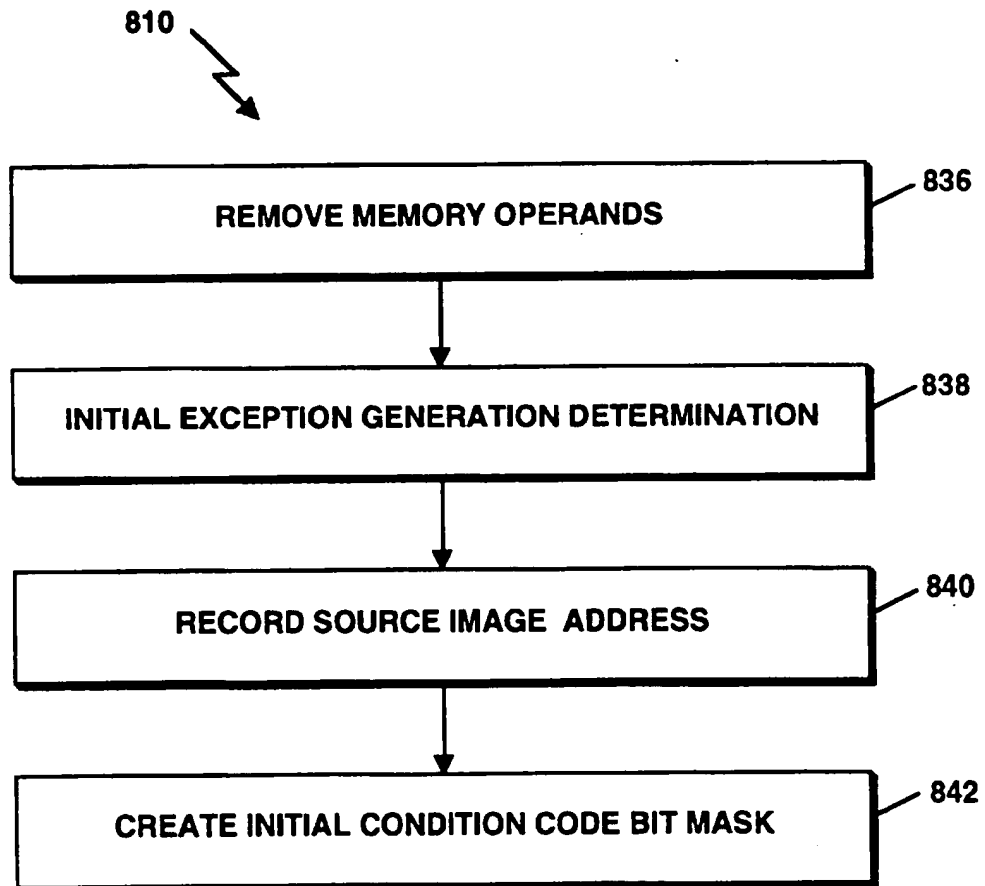 810
REMOVE MEMORY OPERANDS
836
INITIAL EXCEPTION GENERATION DETERMINATION
838
RECORD SOURCE IMAGE ADDRESS
840
CREATE INITIAL CONDITION CODE BIT MASK
842